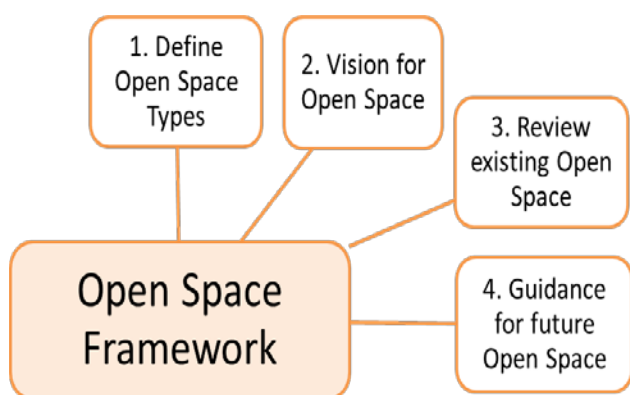 1. Define
Open Space
Types
2. Vision for
Open Space
3. Review
existing Open
Space
Open Space
Framework
4. Guidance
for future
Open Space